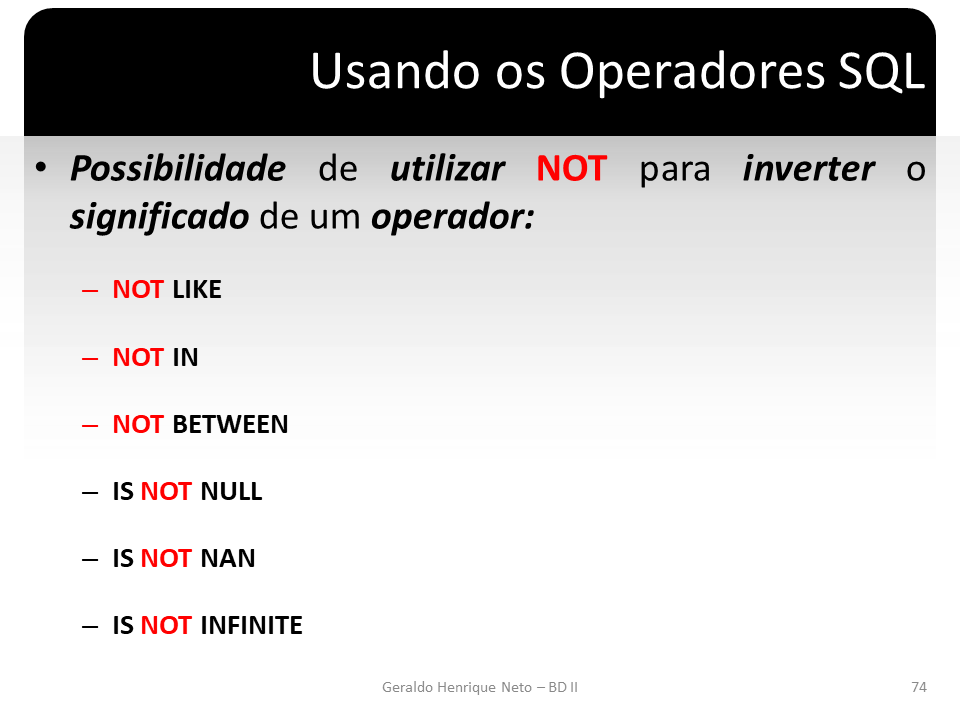 Usando os Operadores SQL
• Possibilidade de utilizar NOT para inverter o
significado de um operador:
– NOT LIKE
– NOT IN
– NOT BETWEEN
– IS NOT NULL
– IS NOT NAN
– IS NOT INFINITE
Geraldo Henrique Neto – BD II
74